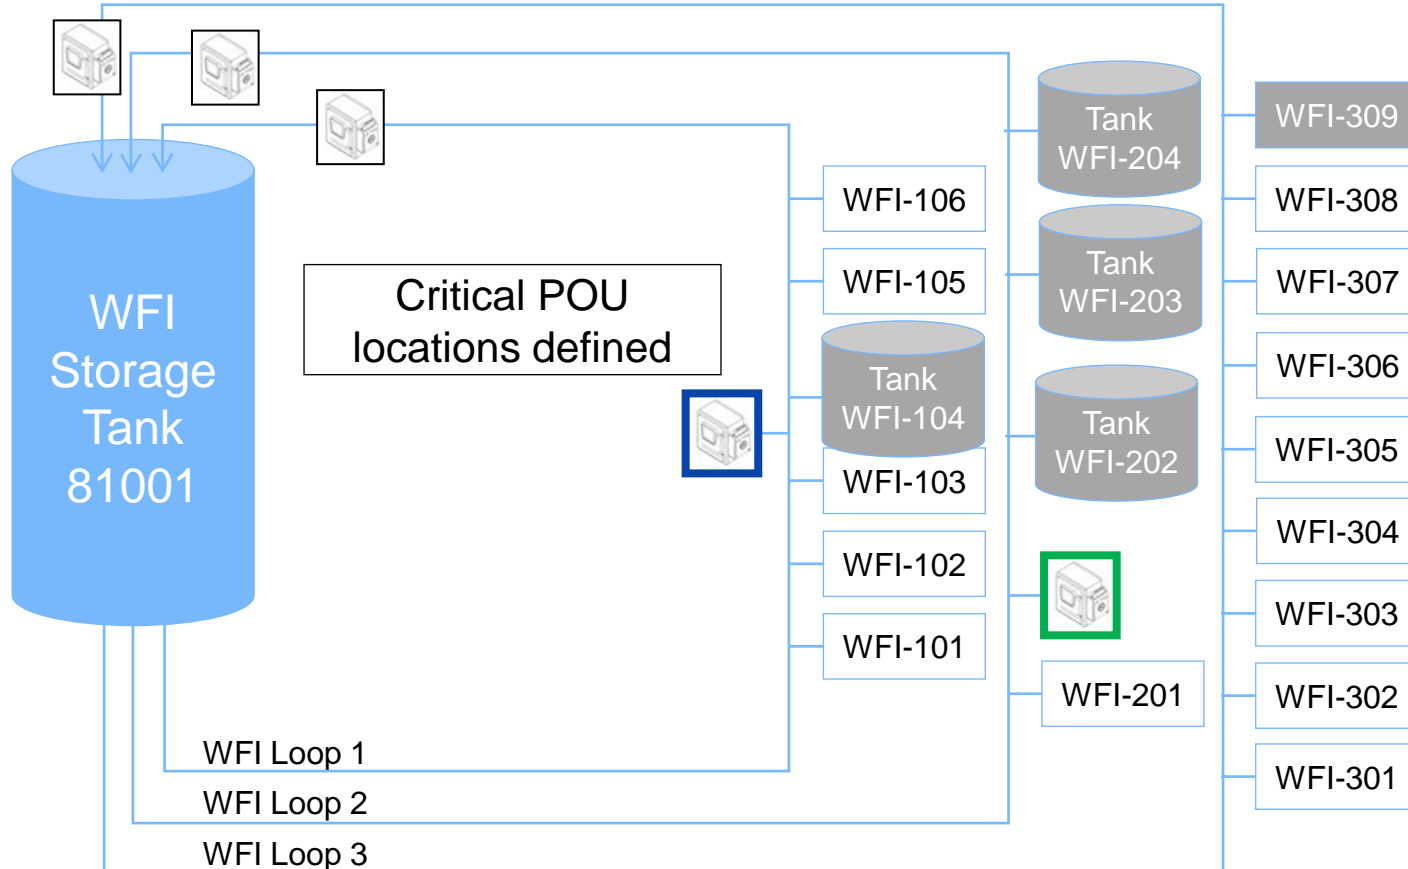 WFI
Storage
Tank
81001
Critical POU
locations defined
WFI-106
WFI-105
Tank
WFI-104
WFI-103
WFI-102
WFI-101
Tank
WFI-204
Tank
WFI-203
Tank
WFI-202
WFI-201
WFI-309
WFI-308
WFI-307
WFI-306
WFI-305
WFI-304
WFI-303
WFI-302
WFI-301
WFI Loop 1
WFI Loop 2
WFI Loop 3